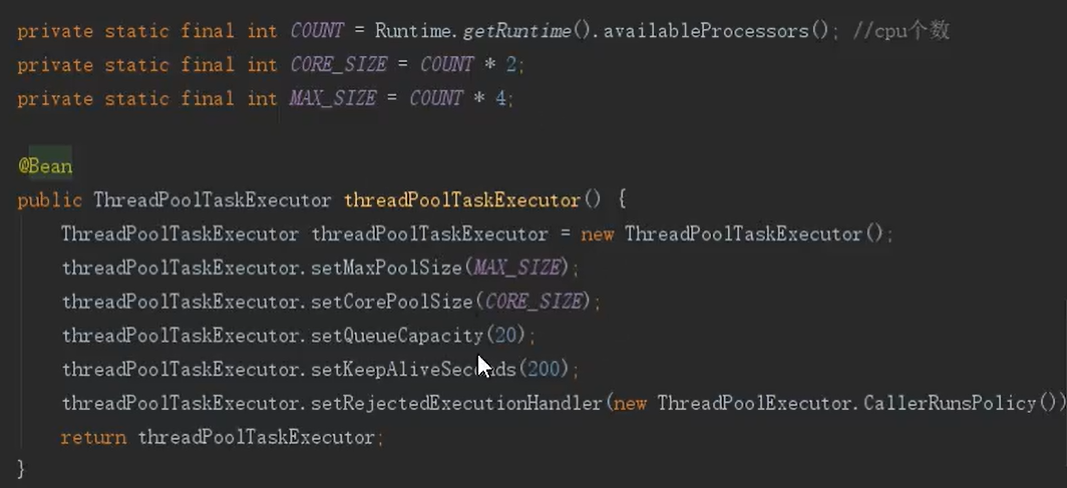 private static final int COUNT = Runtime.getRuntime().availableProcessors(); //cpu个数
private static final int CORE_SIZE = COUNT * 2;
private static final int MAX_SIZE = COUNT * 4;
@Bean
public ThreadPoolTaskExecutor threadPoolTaskExecutor() {
ThreadPoolTaskExecutor threadPoolTaskExecutor = new ThreadPoolTaskExecutor();
threadPoolTaskExecutor.setMaxPoolSize(MAX_SIZE);
threadPoolTaskExecutor.setCorePoolSize(CORE_SIZE);
threadPoolTaskExecutor.setQueueCapacity(20);
threadPoolTaskExecutor.setKeepAliveSeconds(200);
threadPoolTaskExecutor.setRejectedExecutionHandler(new ThreadPoolExecutor.CallerRunsPolicy())
return threadPoolTaskExecutor;
}